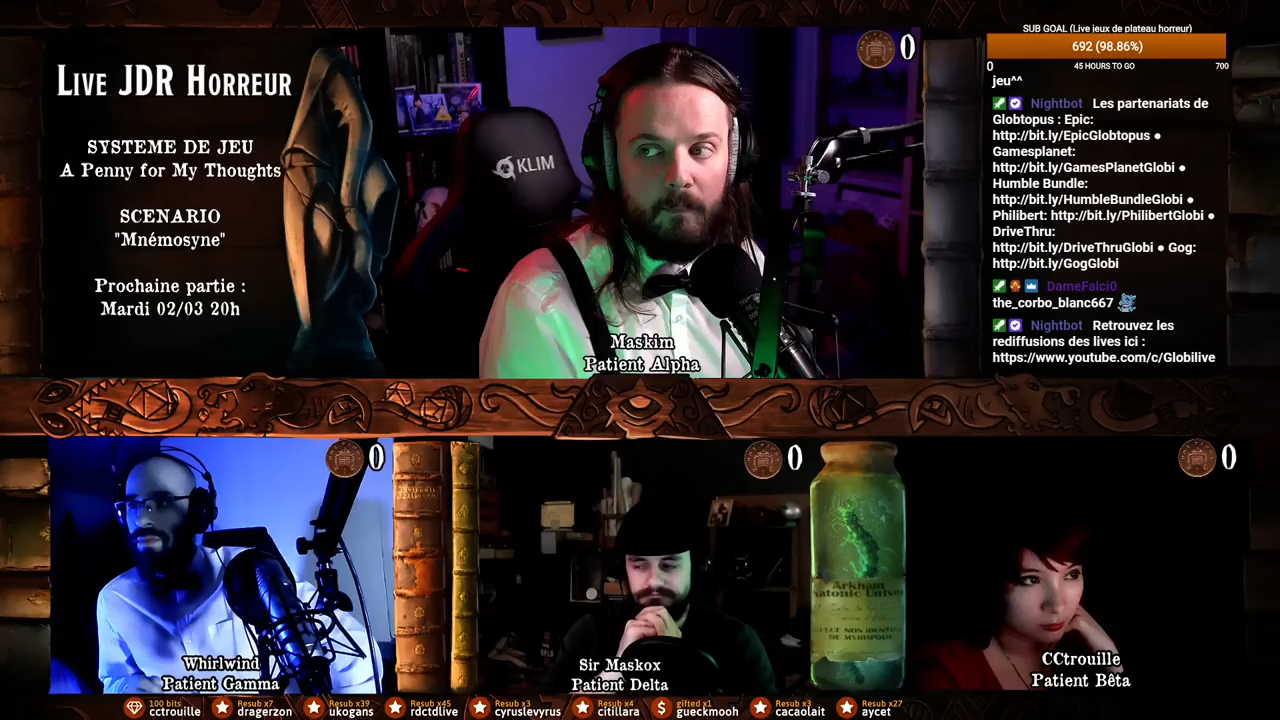 Live JDR Horreur
SYSTEME DE JEU
A Penny for My Thoughts
SCENARIO
"Mnémosyne"
Prochaine partie :
Mardi 02/03 20h
KLIM
0
Maskim
Patient Alpha
SUB GOAL (Live jeux de plateau horreur)
692 (98.86%)
0
45 HOURS TO GO
700
jeu^^
Nightbot Les partenariats de
Globtopus : Epic:
http://bit.ly/EpicGlobtopus ●
Gamesplanet:
http://bit.ly/GamesPlanetGlobi ●
Humble Bundle:
http://bit.ly/HumbleBundleGlobi ●
Philibert: http://bit.ly/PhilibertGlobi ●
DriveThru:
http://bit.ly/DriveThruGlobi ● Gog:
http://bit.ly/GogGlobi
DameFalci0
the_corbo_blanc667
Nightbot Retrouvez les
rediffusions des lives ici :
https://www.youtube.com/c/Globilive
0
Whirlwind
Patient Gamma
0
Sir Maskox
Patient Delta
Arkham
katonic Univer
DE MYRIAPODE
0
CCtrouille
Patient Bêta
100 bits
cctrouille
Resub x7
dragerzon
Resub x39
ukogans
Resub x45
rdctdlive
Resub x3
cyruslevyrus
Resub x4
citillara
gifted x1
gueckmooh
Resub x3
cacaolait
Resub x27
aycet